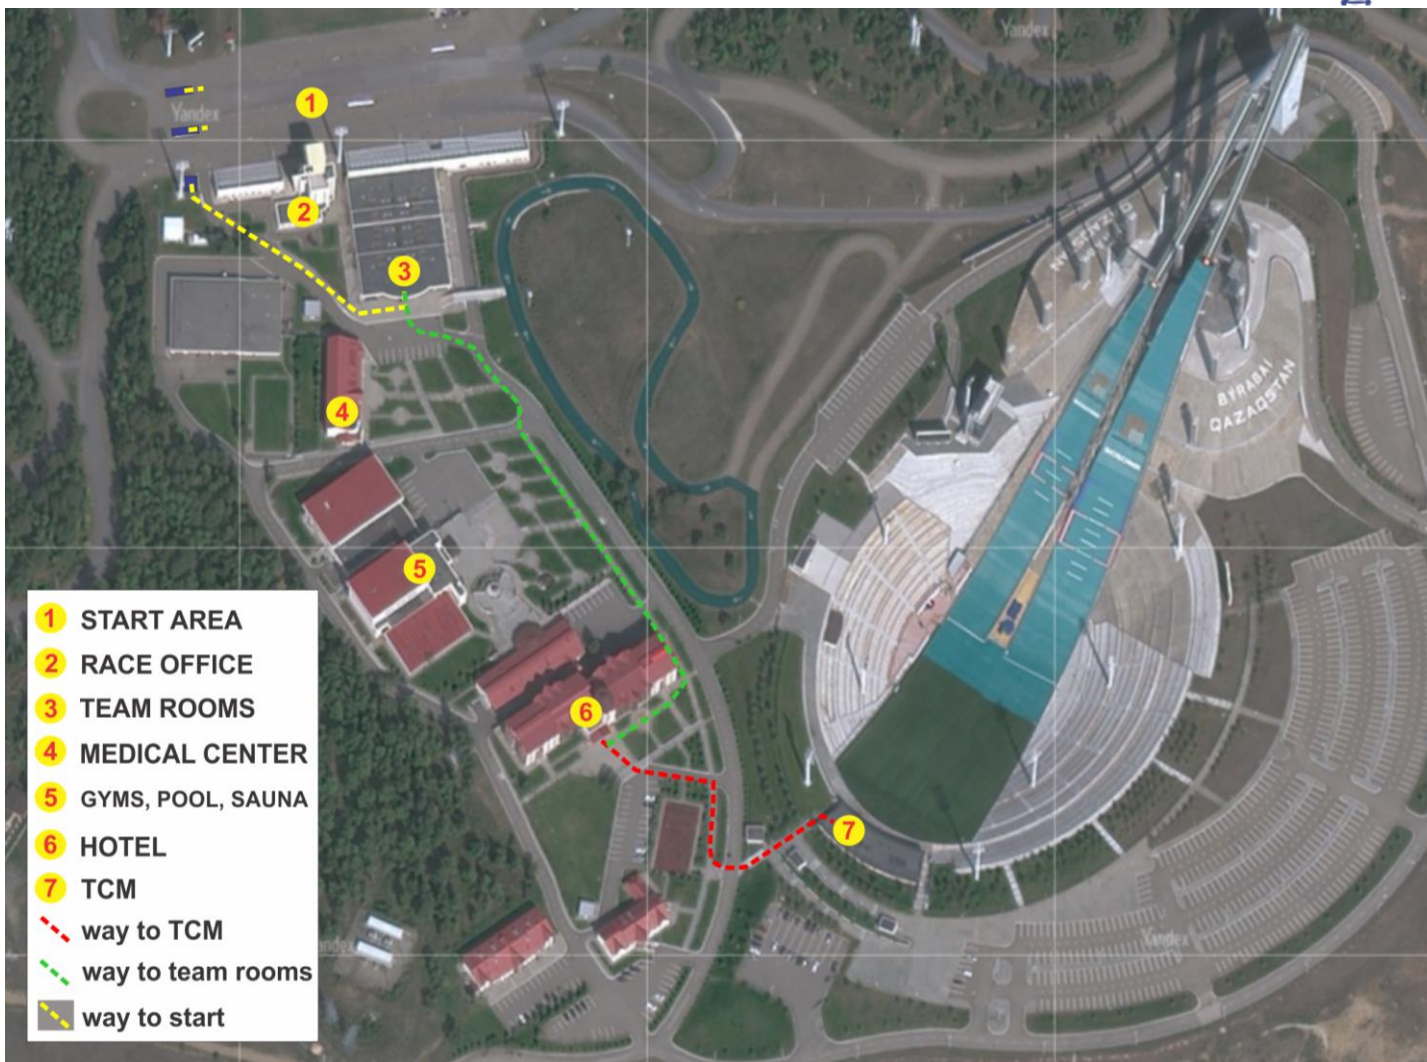 Yandex
1
Yandex
2
3
BYRABAI
QAZAQSTAN
4
5
6
7
1 START AREA
2 RACE OFFICE
3 TEAM ROOMS
4 MEDICAL CENTER
5 GYMS, POOL, SAUNA
6 HOTEL
7 TCM
way to TCM
way to team rooms
way to start
Yandex
Yandex